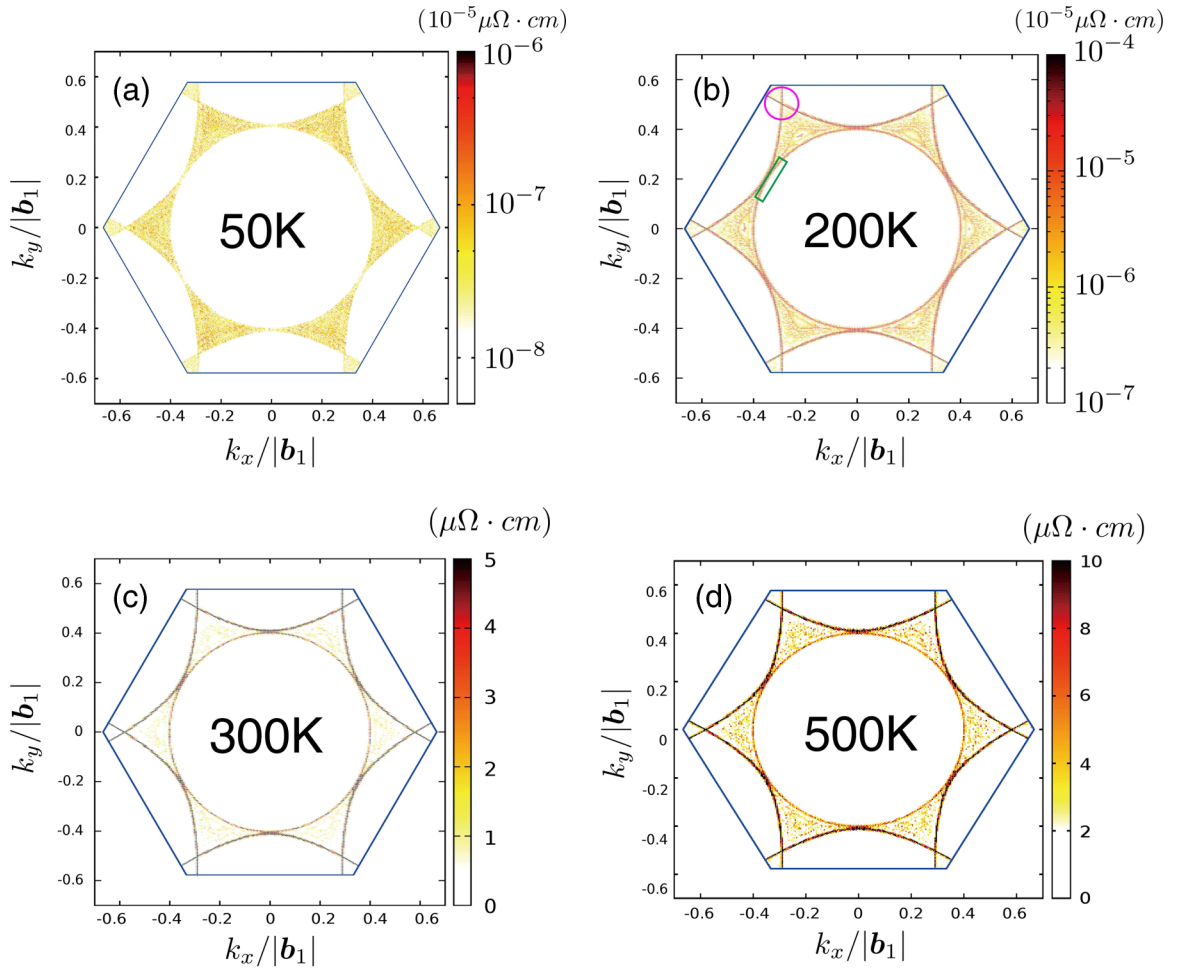 (10^{-5}μΩ · cm)
(a)
50K
0.6
0.4
0.2
0
-0.2
-0.4
-0.6
-0.6 -0.4 -0.2 0 0.2 0.4 0.6
k_x/|b_1|
k_y/|b_1|
10^{-6}
10^{-7}
10^{-8}
(10^{-5}μΩ · cm)
(b)
200K
0.6
0.4
0.2
0
-0.2
-0.4
-0.6
-0.6 -0.4 -0.2 0 0.2 0.4 0.6
k_x/|b_1|
k_y/|b_1|
10^{-4}
10^{-5}
10^{-6}
10^{-7}
(μΩ · cm)
(c)
300K
0.6
0.4
0.2
0
-0.2
-0.4
-0.6
-0.6 -0.4 -0.2 0 0.2 0.4 0.6
k_x/|b_1|
k_y/|b_1|
5
4
3
2
1
0
(μΩ · cm)
(d)
500K
0.6
0.4
0.2
0
-0.2
-0.4
-0.6
-0.6 -0.4 -0.2 0 0.2 0.4 0.6
k_x/|b_1|
k_y/|b_1|
10
8
6
4
2
0